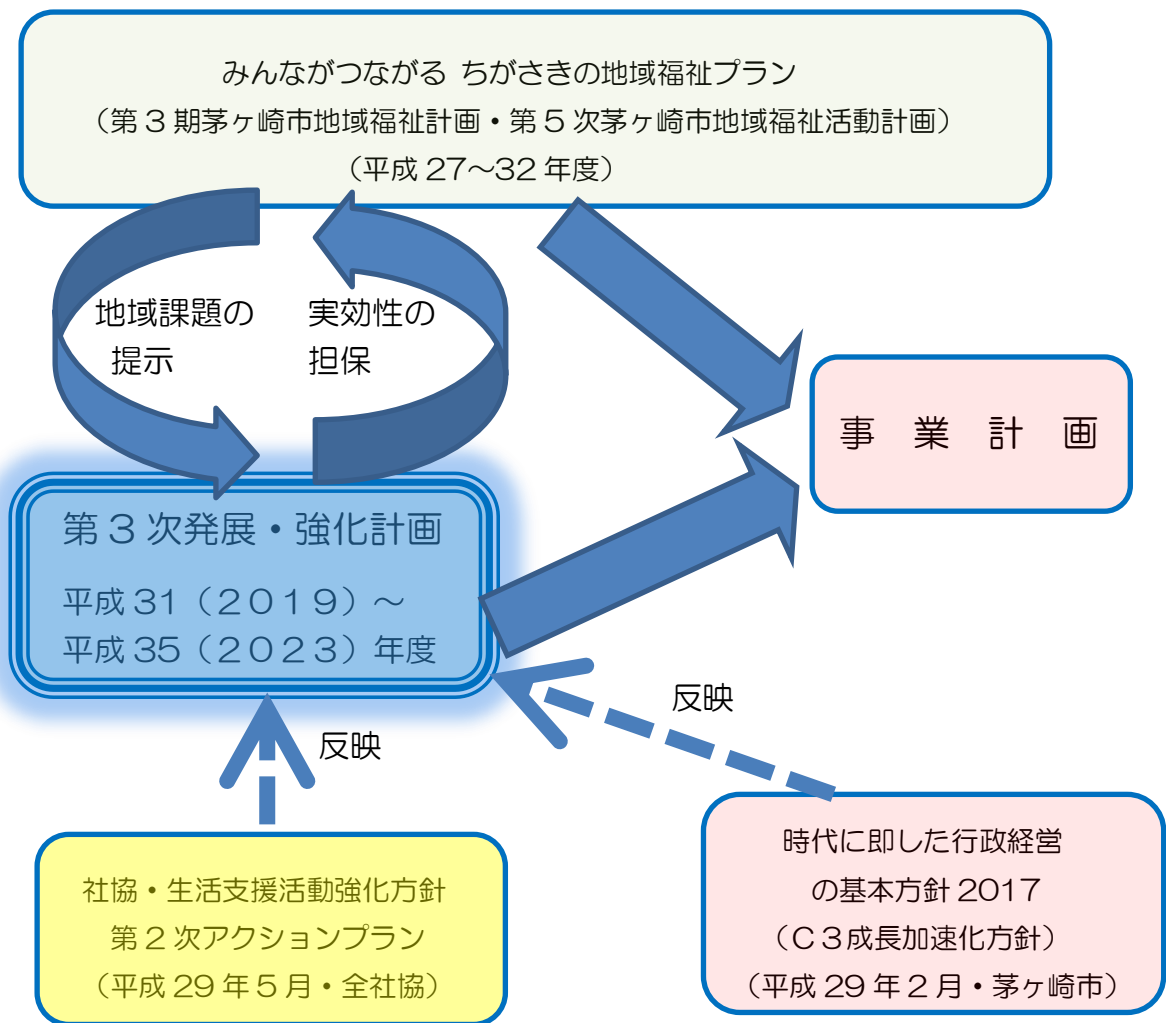 みんながつながる ちがさきの地域福祉プラン
（第３期茅ヶ崎市地域福祉計画・第５次茅ヶ崎市地域福祉活動計画）
（平成 27～32 年度）
地域課題の
提示
実効性の
担保
事　業　計　画
第３次発展・強化計画
平成 31（２０１９）～
平成 35（２０２３）年度
反映
反映
社協・生活支援活動強化方針
第２次アクションプラン
（平成 29 年５月・全社協）
時代に即した行政経営
の基本方針 2017
（Ｃ３成長加速化方針）
（平成 29 年２月・茅ヶ崎市）